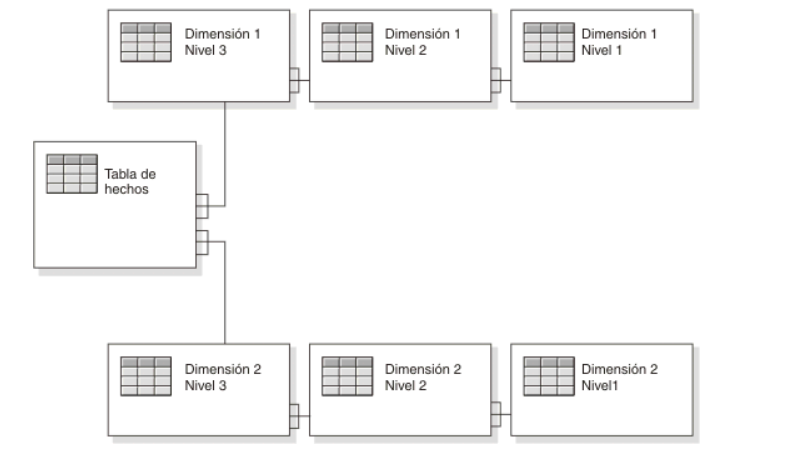 Dimensión 1
Nivel 3
Dimensión 1
Nivel 2
Dimensión 1
Nivel 1
Tabla de
hechos
Dimensión 2
Nivel 3
Dimensión 2
Nivel 2
Dimensión 2
Nivel1